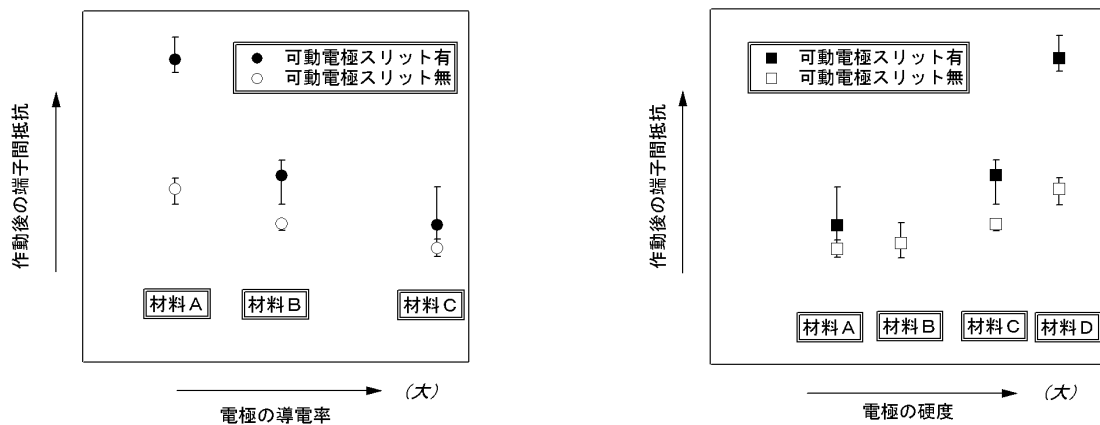 可動電極スリット有
可動電極スリット無
作動後の端子間抵抗
材料A
材料B
材料C
(大)
電極の導電率
可動電極スリット有
可動電極スリット無
作動後の端子間抵抗
材料A
材料B
材料C
材料D
(大)
電極の硬度